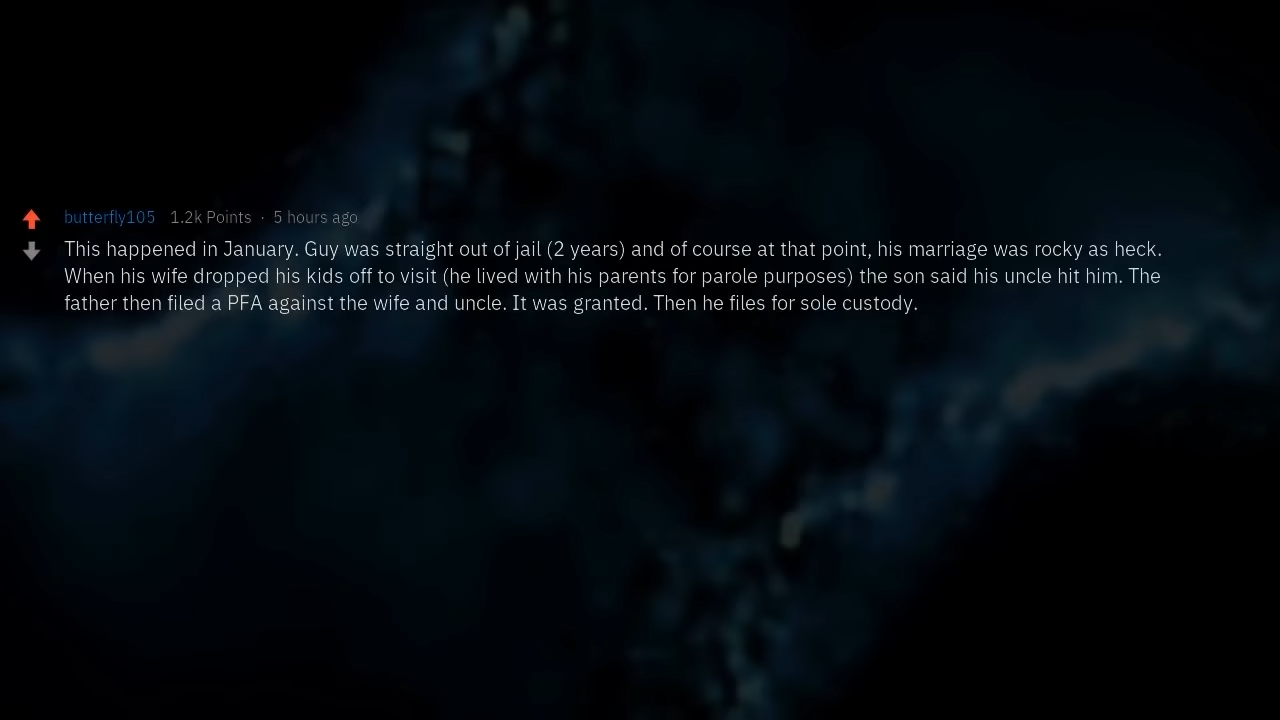 butterfly105 1.2k Points · 5 hours ago
This happened in January. Guy was straight out of jail (2 years) and of course at that point, his marriage was rocky as heck.
When his wife dropped his kids off to visit (he lived with his parents for parole purposes) the son said his uncle hit him. The
father then filed a PFA against the wife and uncle. It was granted. Then he files for sole custody.